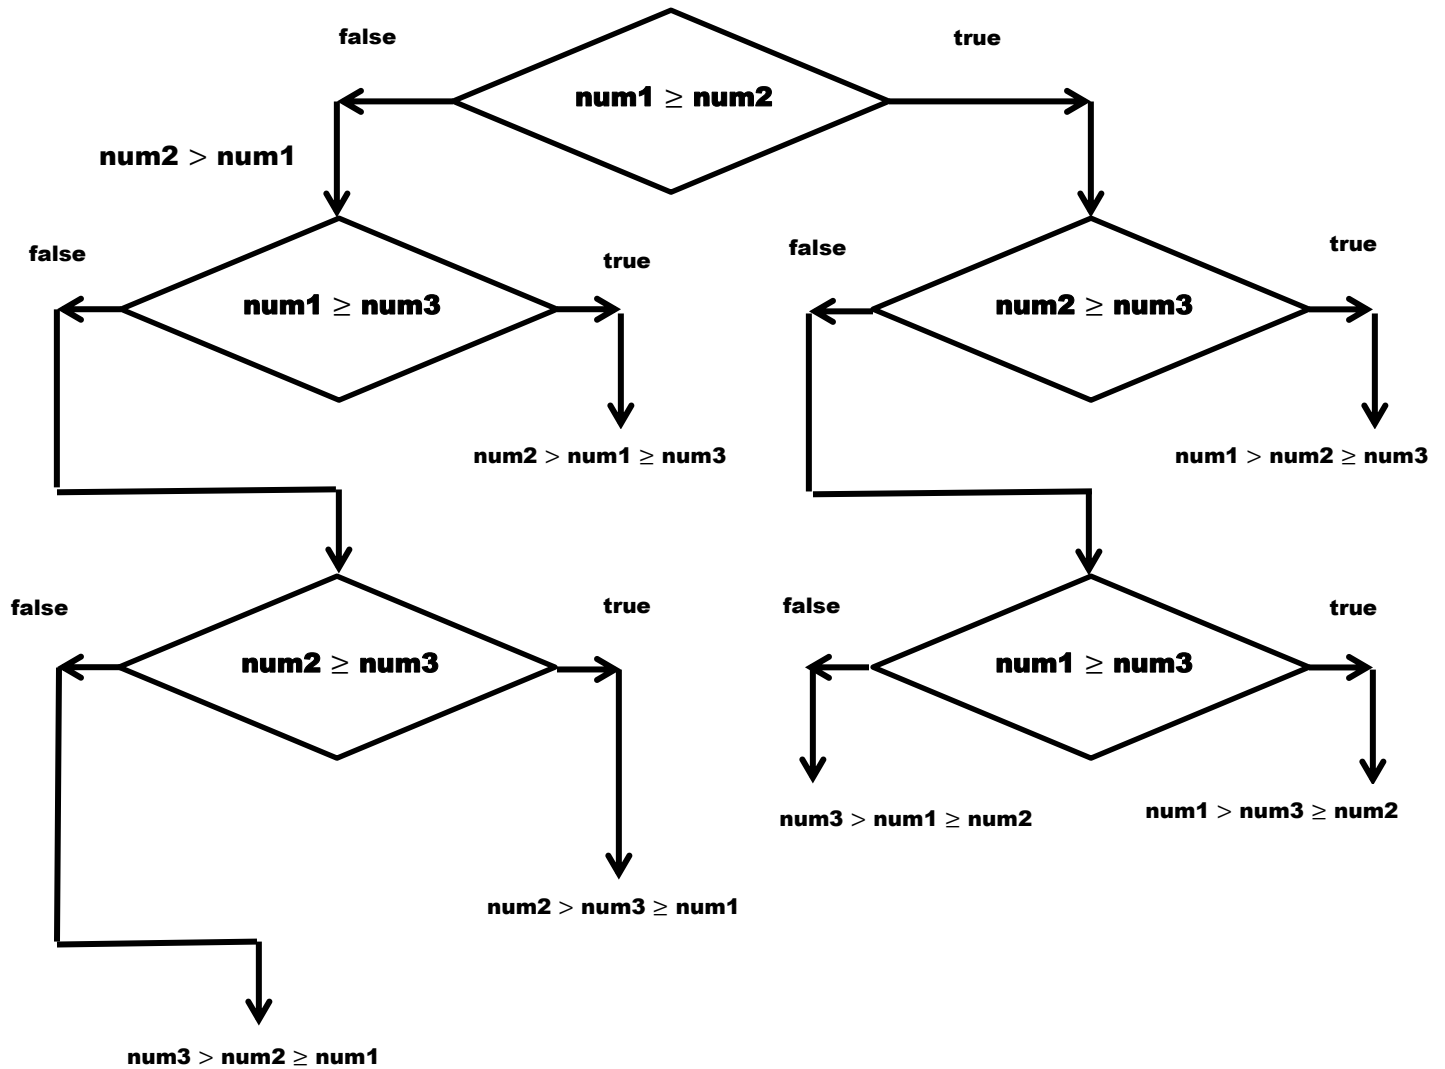 false
true
num1 ≥ num2
num2 > num1
false
true
false
true
num1 ≥ num3
num2 ≥ num3
num2 > num1 ≥ num3
num1 > num2 ≥ num3
false
true
false
true
num2 ≥ num3
num1 ≥ num3
num3 > num1 ≥ num2
num1 > num3 ≥ num2
num2 > num3 ≥ num1
num3 > num2 ≥ num1